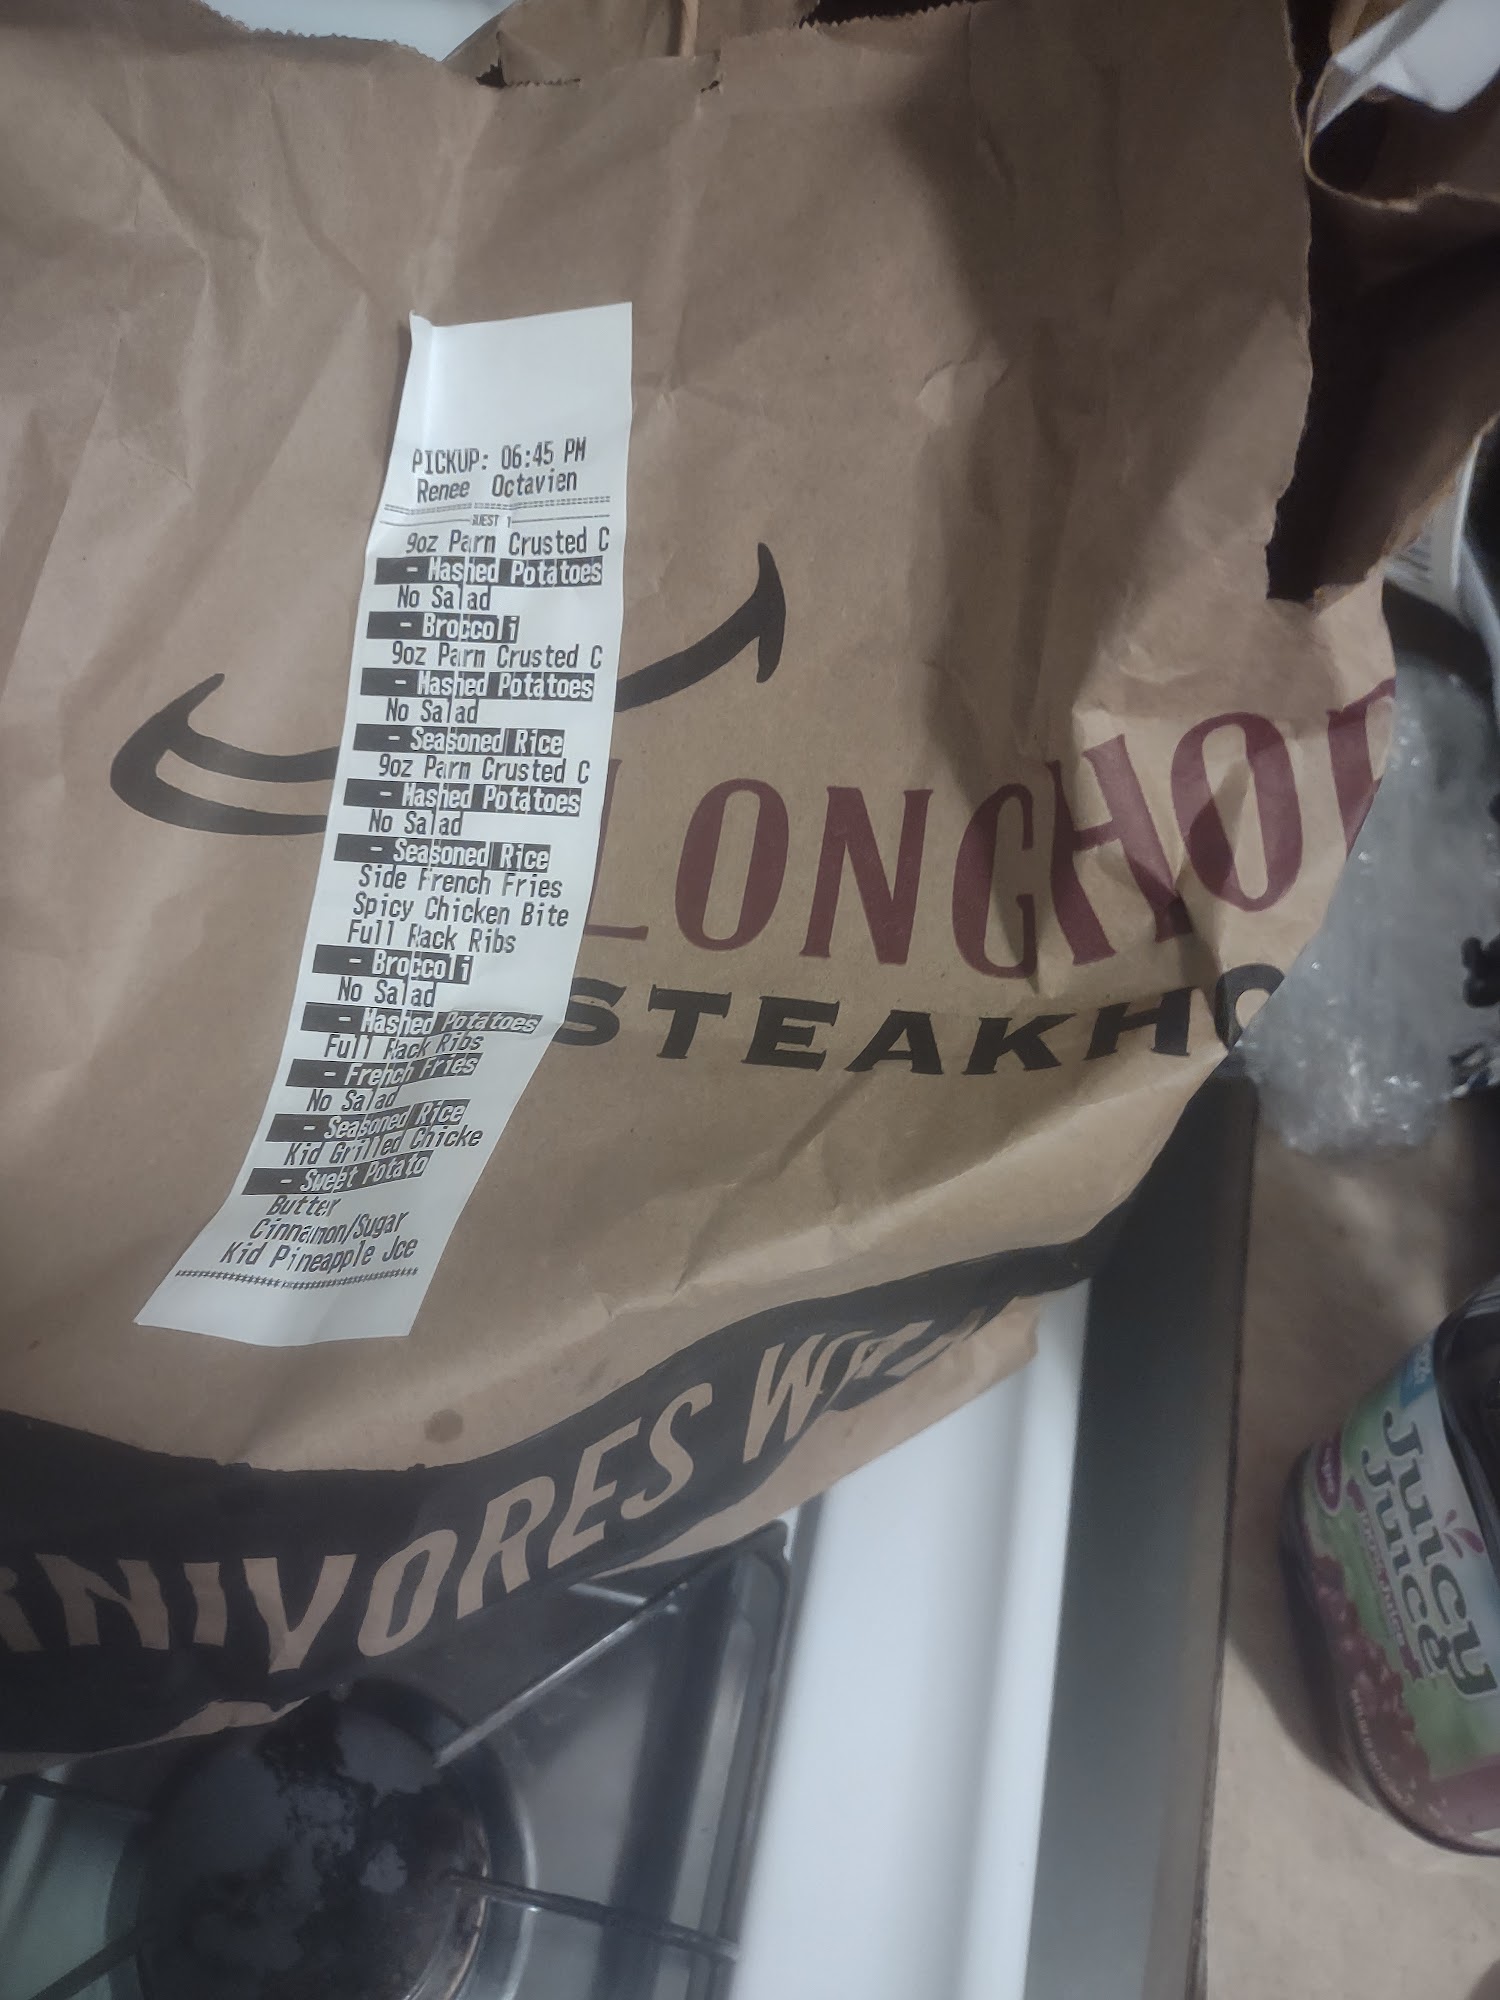 PICKUP: 06:45 PM
Renee Octavien
9oz Parm Crusted C
- Mashed Potatoes
No Salad
- Broccoli
9oz Parm Crusted C
- Mashed Potatoes
No Salad
- Seasoned Rice
9oz Parm Crusted C
- Mashed Potatoes
No Salad
- Seasoned Rice
Side French Fries
Spicy Chicken Bite
Full Rack Ribs
- Broccoli
No Salad
- Mashed Potatoes
Full Rack Ribs
- French Fries
No Salad
- Seasoned Rice
Kid Grilled Chicke
- Sweet Potato
Butter
Cinnamon/Sugar
Kid Pineapple Jce
LONGHOR
STEAKHO
RNIVORES
Juicy
Juice